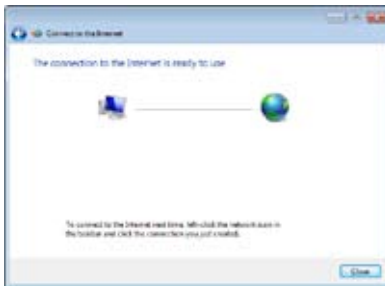 Connect to the Internet
The connection to the Internet is ready to use
To connect to the Internet next time, left-click the network icon in
the taskbar and click the connection you just created.
Close